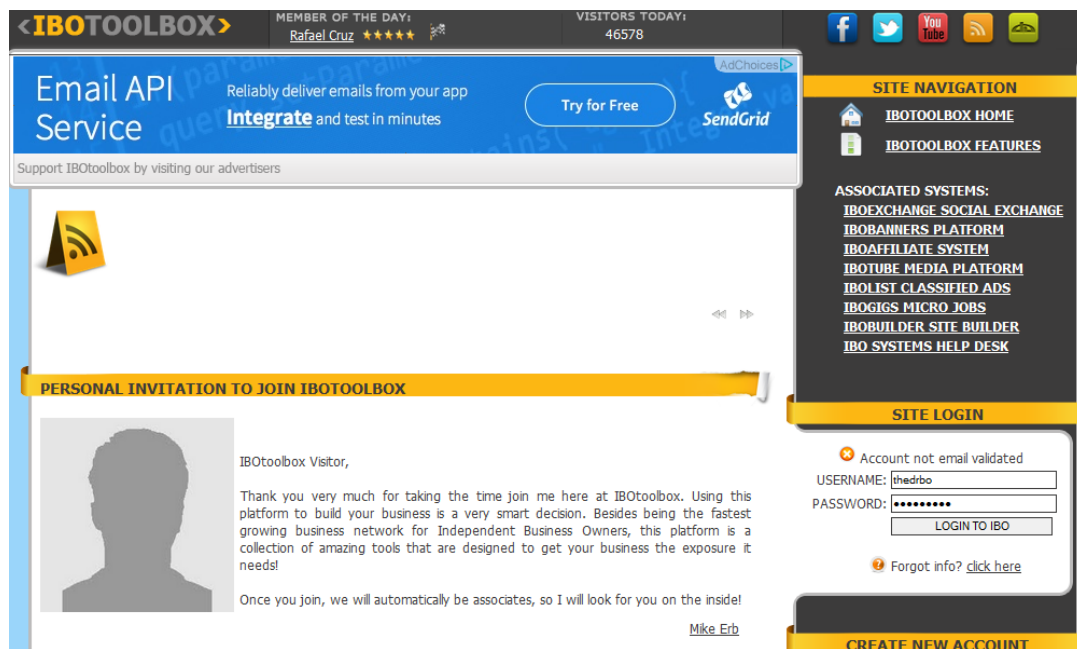 <IBOTOOLBOX>
MEMBER OF THE DAY:
Rafael Cruz
VISITORS TODAY:
46578
f
You
Tube
Email API
Service
Reliably deliver emails from your app
Integrate and test in minutes
Try for Free
AdChoices
SendGrid
Support IBOtoolbox by visiting our advertisers
PERSONAL INVITATION TO JOIN IBOTOOLBOX
IBOtoolbox Visitor,
Thank you very much for taking the time join me here at IBOtoolbox. Using this
platform to build your business is a very smart decision. Besides being the fastest
growing business network for Independent Business Owners, this platform is a
collection of amazing tools that are designed to get your business the exposure it
needs!
Once you join, we will automatically be associates, so I will look for you on the inside!
Mike Erb
SITE NAVIGATION
IBOTOOLBOX HOME
IBOTOOLBOX FEATURES
ASSOCIATED SYSTEMS:
IBOEXCHANGE SOCIAL EXCHANGE
IBOBANNERS PLATFORM
IBOAFFILIATE SYSTEM
IBOTUBE MEDIA PLATFORM
IBOLIST CLASSIFIED ADS
IBOGIGS MICRO JOBS
IBOBUILDER SITE BUILDER
IBO SYSTEMS HELP DESK
SITE LOGIN
Account not email validated
USERNAME: thedrbo
PASSWORD: •••••••••
LOGIN TO IBO
Forgot info? click here
CREATE NEW ACCOUNT